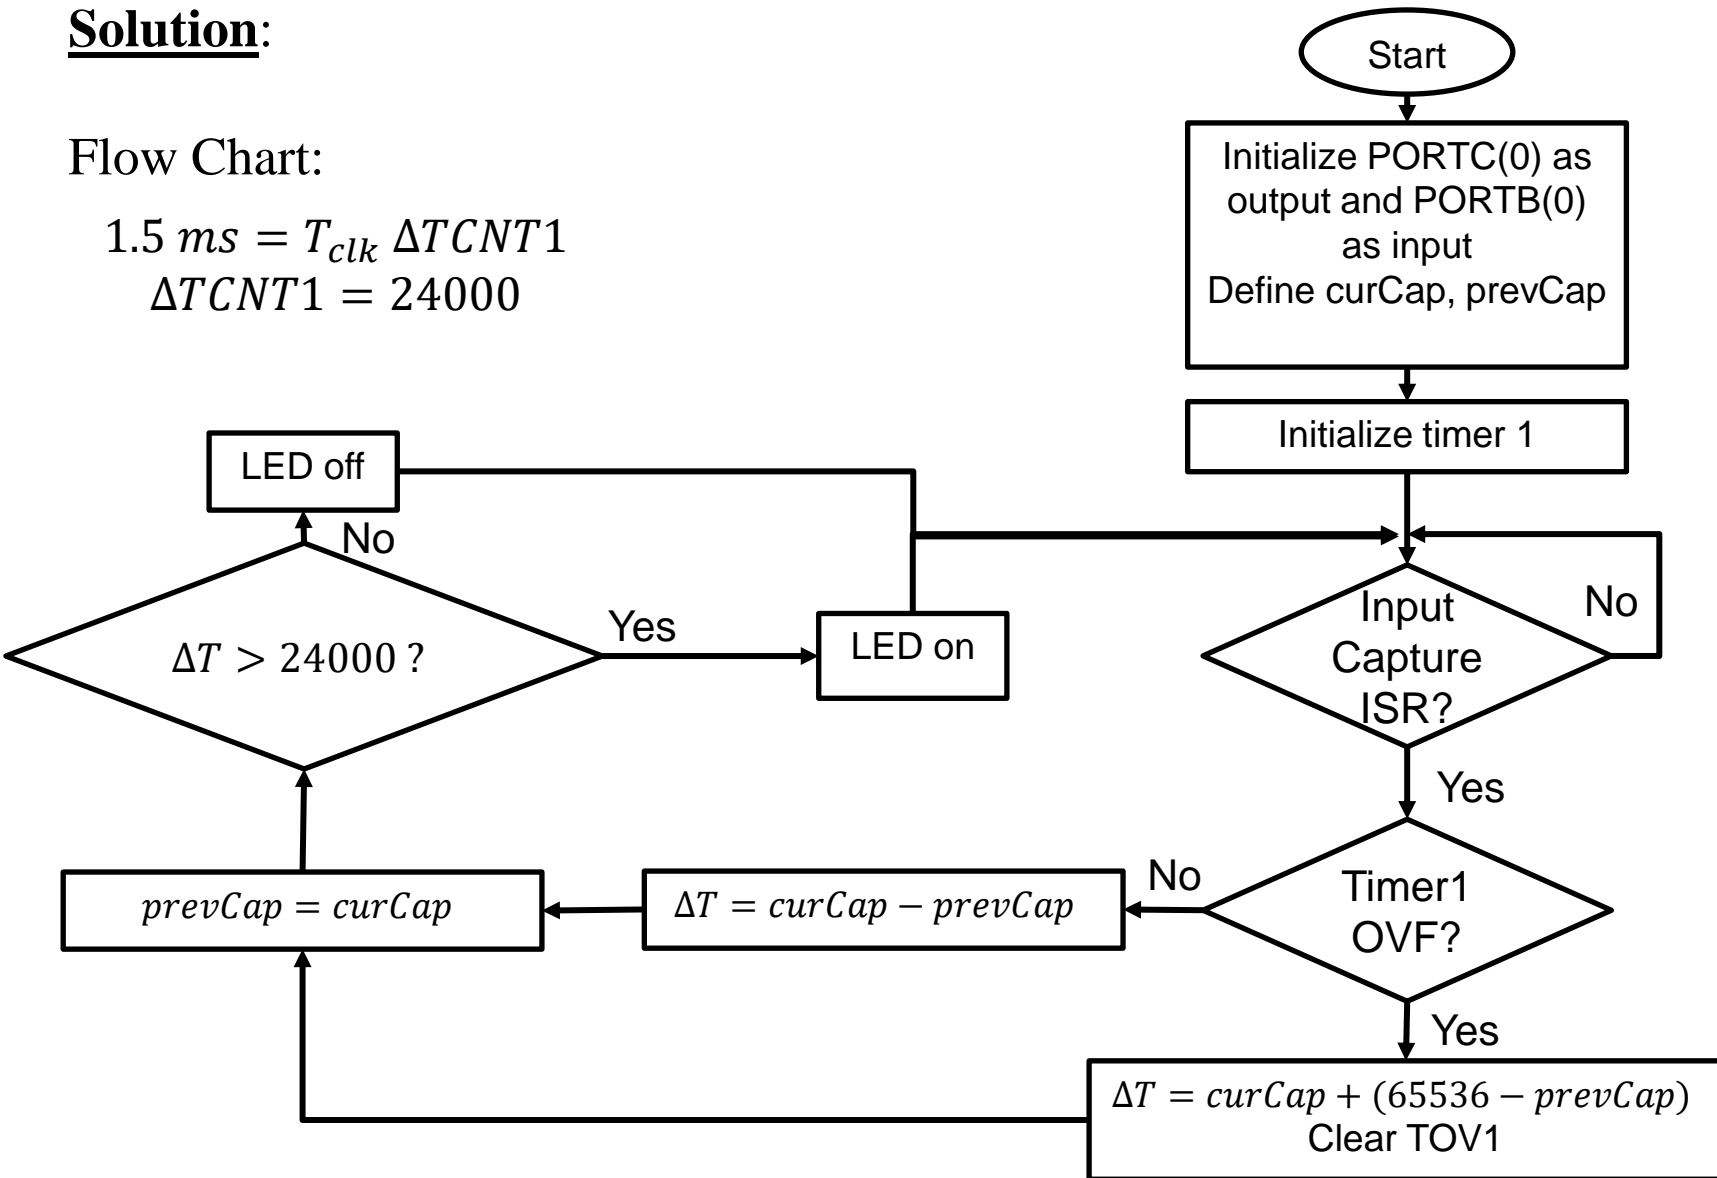 Solution:
Flow Chart:
1.5 ms = T_clk ΔTCNT1
ΔTCNT1 = 24000
Start
Initialize PORTC(0) as
output and PORTB(0)
as input
Define curCap, prevCap
Initialize timer 1
Input
Capture
ISR?
No
Yes
Timer1
OVF?
No
Yes
ΔT = curCap − prevCap
ΔT = curCap + (65536 − prevCap)
Clear TOV1
prevCap = curCap
ΔT > 24000 ?
No
Yes
LED off
LED on